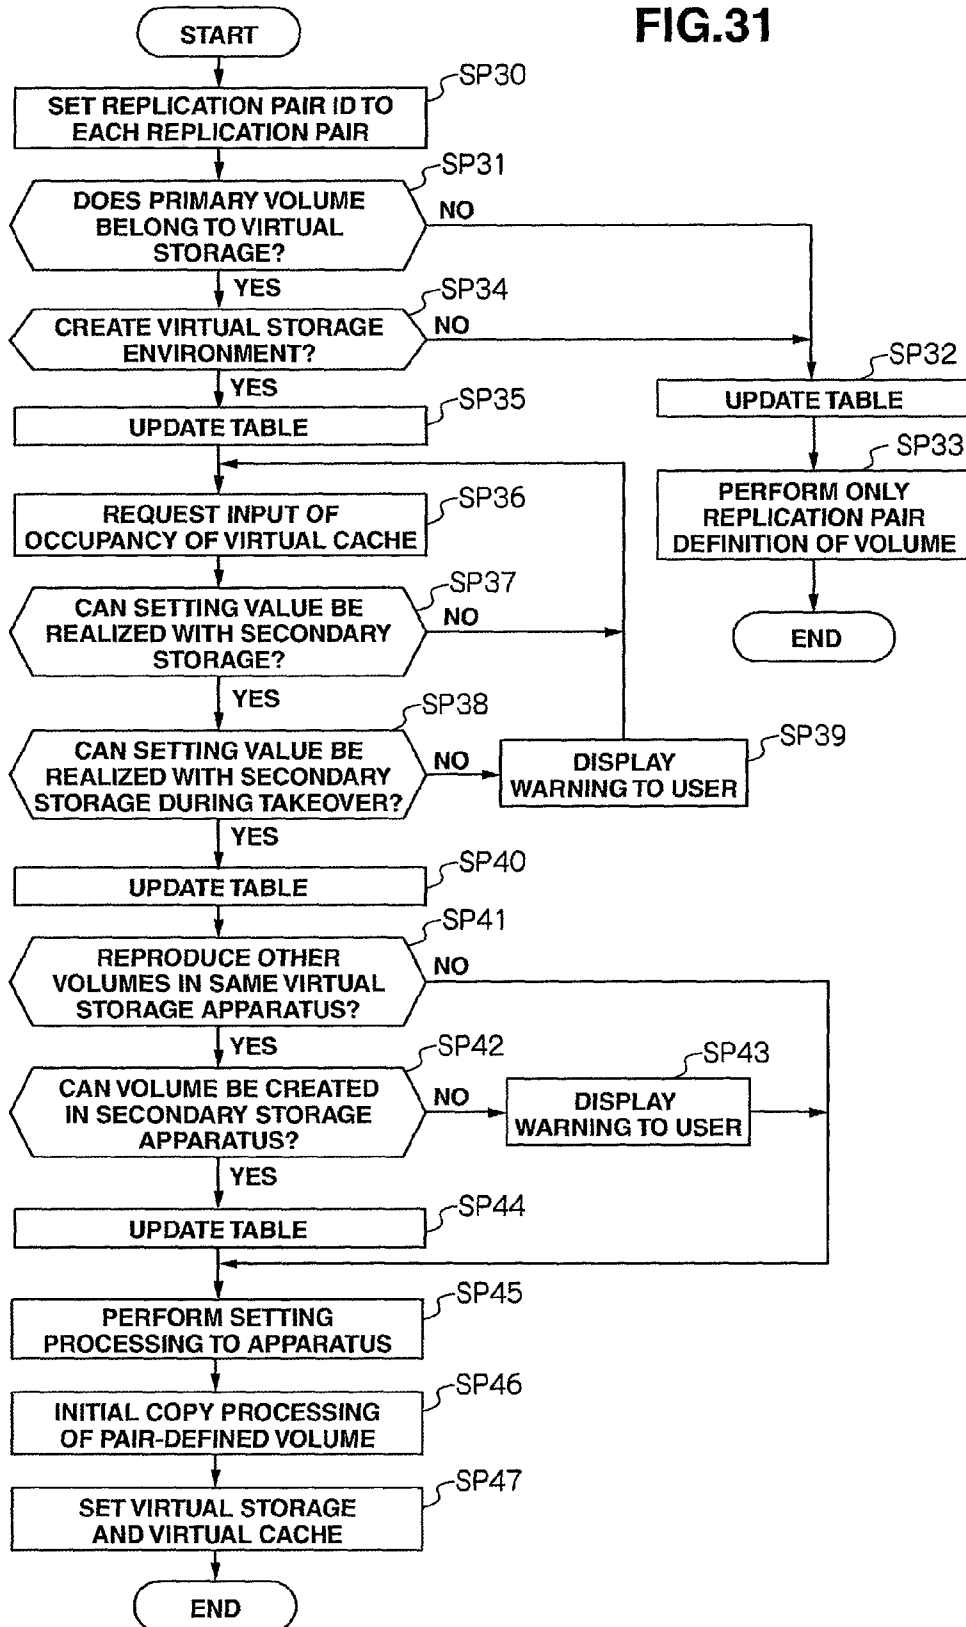 FIG.31
START
SP30
SET REPLICATION PAIR ID TO
EACH REPLICATION PAIR
SP31
DOES PRIMARY VOLUME
BELONG TO VIRTUAL
STORAGE?
NO
YES
SP34
CREATE VIRTUAL STORAGE
ENVIRONMENT?
NO
YES
SP32
UPDATE TABLE
SP33
PERFORM ONLY
REPLICATION PAIR
DEFINITION OF VOLUME
END
SP35
UPDATE TABLE
SP36
REQUEST INPUT OF
OCCUPANCY OF VIRTUAL CACHE
SP37
CAN SETTING VALUE BE
REALIZED WITH SECONDARY
STORAGE?
NO
YES
SP38
CAN SETTING VALUE BE
REALIZED WITH SECONDARY
STORAGE DURING TAKEOVER?
NO
SP39
DISPLAY
WARNING TO USER
YES
SP40
UPDATE TABLE
SP41
REPRODUCE OTHER
VOLUMES IN SAME VIRTUAL
STORAGE APPARATUS?
NO
YES
SP42
CAN VOLUME BE CREATED
IN SECONDARY STORAGE
APPARATUS?
NO
SP43
DISPLAY
WARNING TO USER
YES
SP44
UPDATE TABLE
SP45
PERFORM SETTING
PROCESSING TO APPARATUS
SP46
INITIAL COPY PROCESSING
OF PAIR-DEFINED VOLUME
SP47
SET VIRTUAL STORAGE
AND VIRTUAL CACHE
END